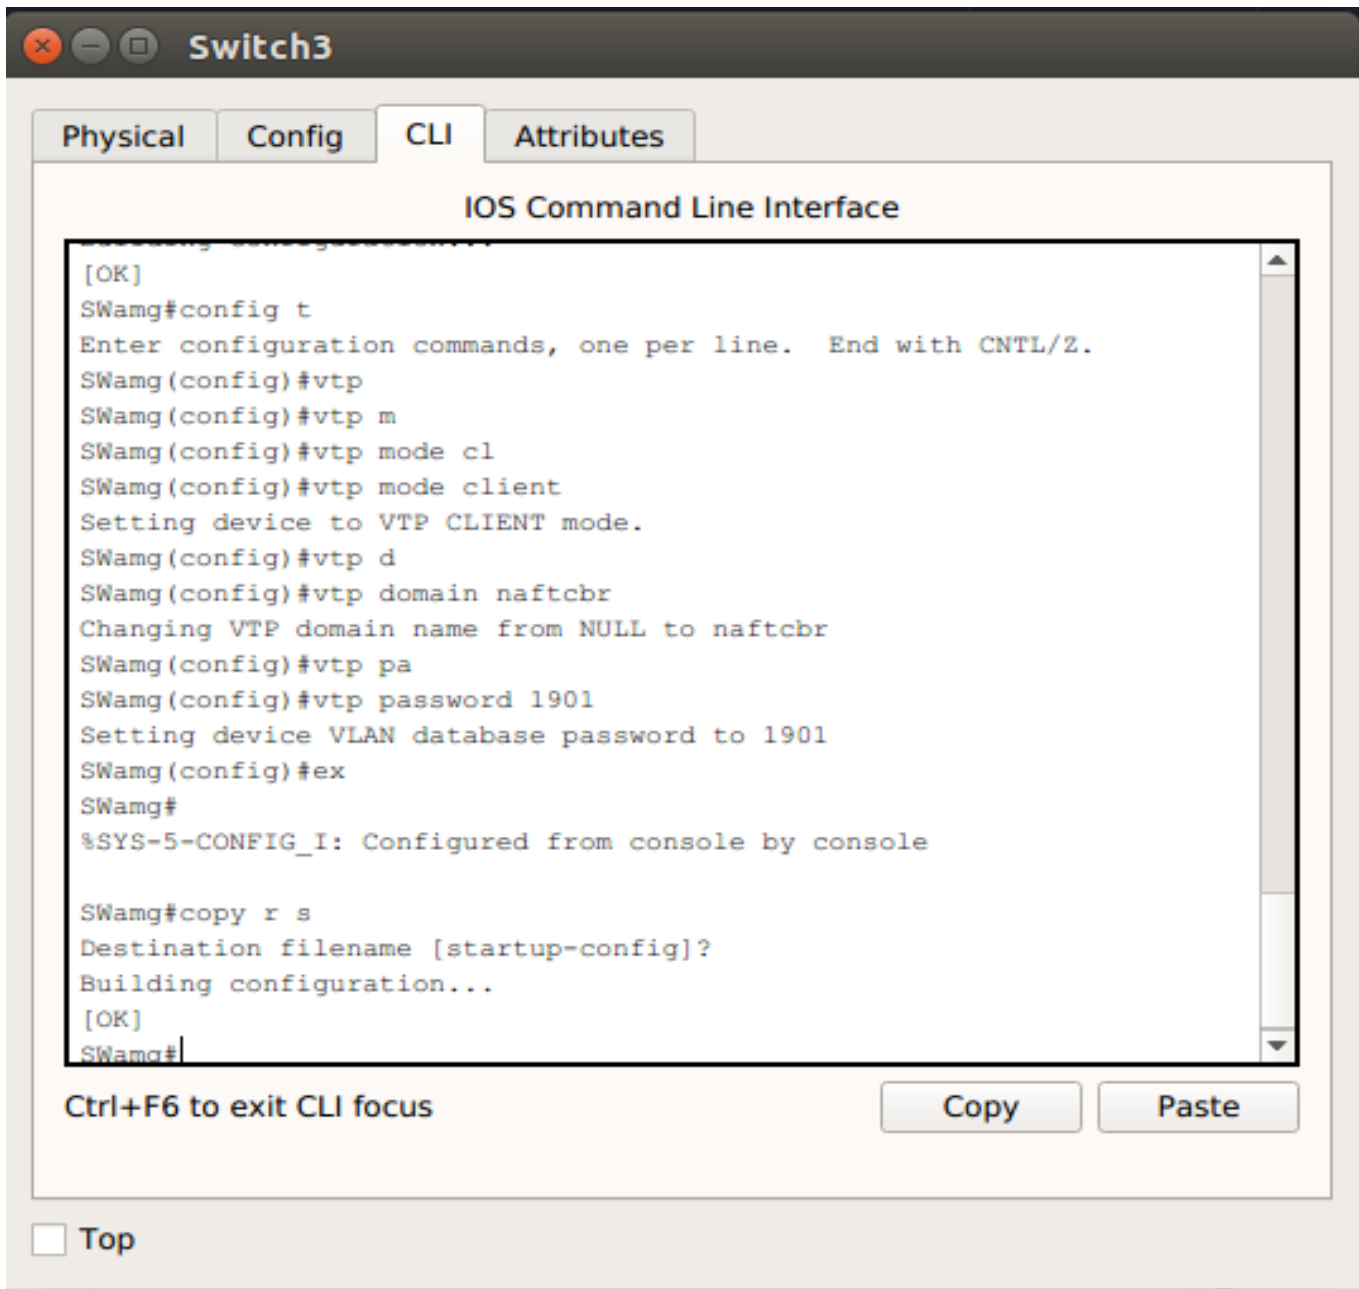 Switch3
Physical Config CLI Attributes
IOS Command Line Interface
[OK]
SWamg#config t
Enter configuration commands, one per line.  End with CNTL/Z.
SWamg(config)#vtp
SWamg(config)#vtp m
SWamg(config)#vtp mode cl
SWamg(config)#vtp mode client
Setting device to VTP CLIENT mode.
SWamg(config)#vtp d
SWamg(config)#vtp domain naftcbr
Changing VTP domain name from NULL to naftcbr
SWamg(config)#vtp pa
SWamg(config)#vtp password 1901
Setting device VLAN database password to 1901
SWamg(config)#ex
SWamg#
%SYS-5-CONFIG_I: Configured from console by console
SWamg#copy r s
Destination filename [startup-config]?
Building configuration...
[OK]
SWamg#
Ctrl+F6 to exit CLI focus
Copy Paste
Top